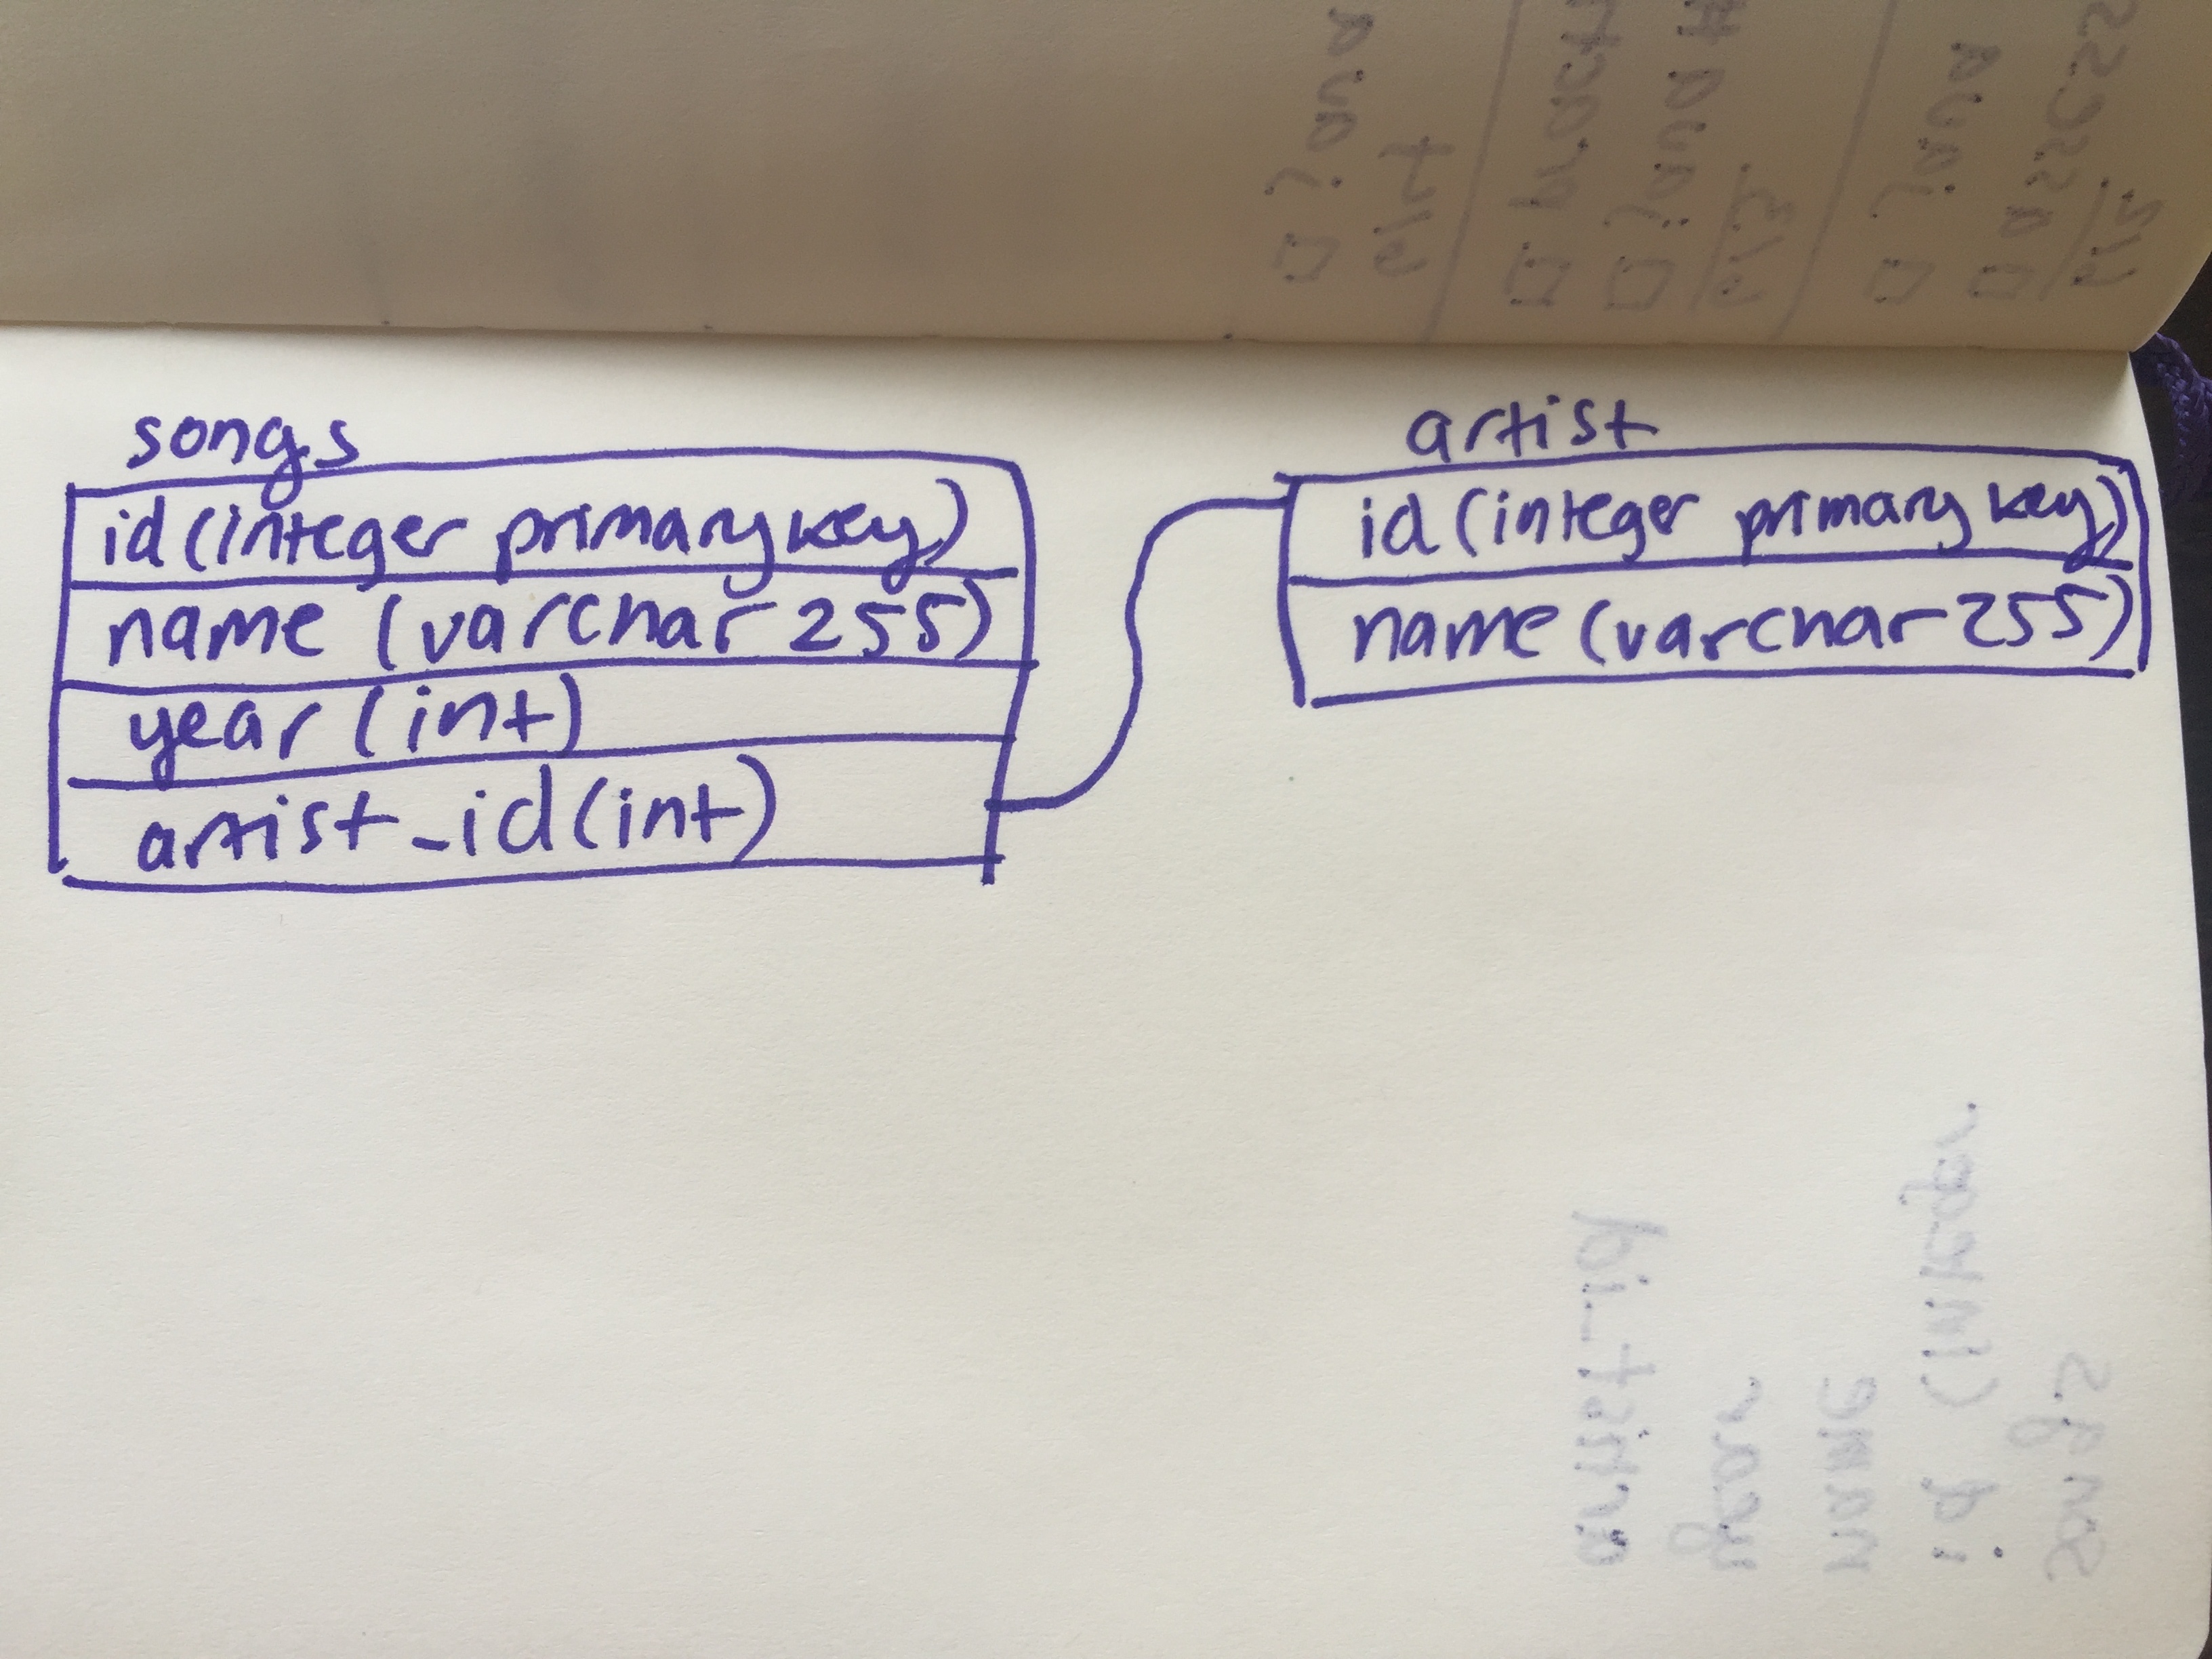 songs
id (integer primary key)
name (varchar 255)
year (int)
artist_id (int)
artist
id (integer primary key)
name (varchar 255)